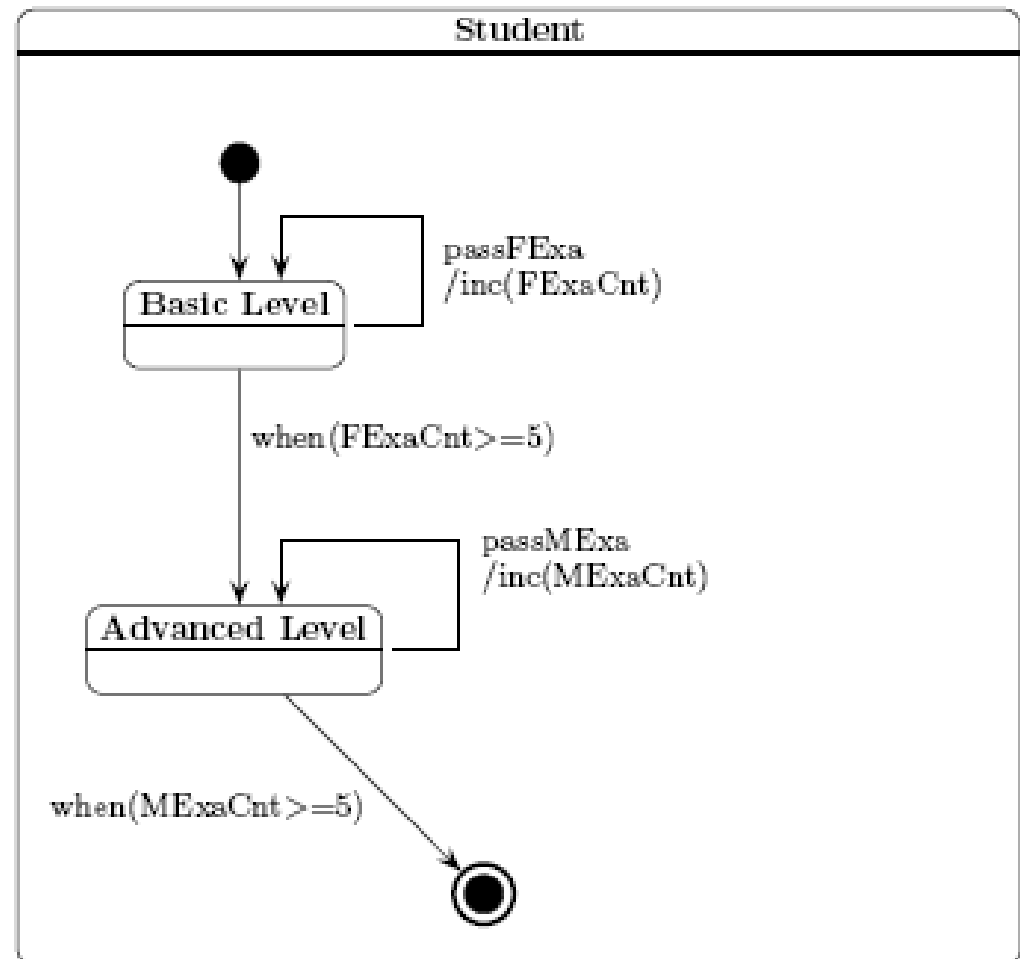 Student
passFExa
/inc(FExaCnt)
Basic Level
when(FExaCnt>=5)
passMExa
/inc(MExaCnt)
Advanced Level
when(MExaCnt>=5)